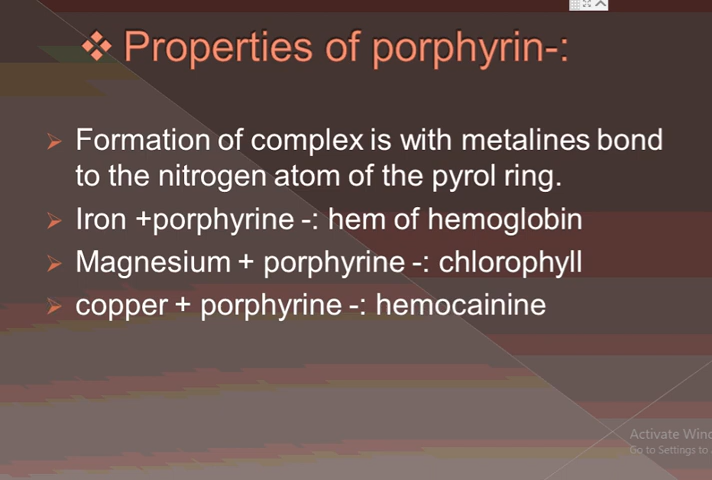 ❖ Properties of porphyrin-:
➢ Formation of complex is with metalines bond
to the nitrogen atom of the pyrol ring.
➢ Iron +porphyrine -: hem of hemoglobin
➢ Magnesium + porphyrine -: chlorophyll
➢ copper + porphyrine -: hemocainine
Activate Wind
Go to Settings to